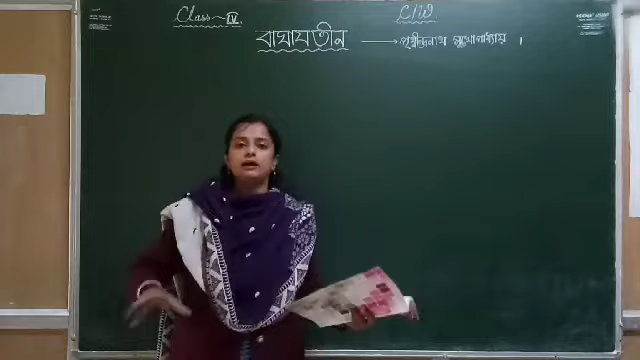 Class ~ IV.
C/W
বাঘাযতীন → পৃথ্বীন্দ্রনাথ মুখোপাধ্যায় ।